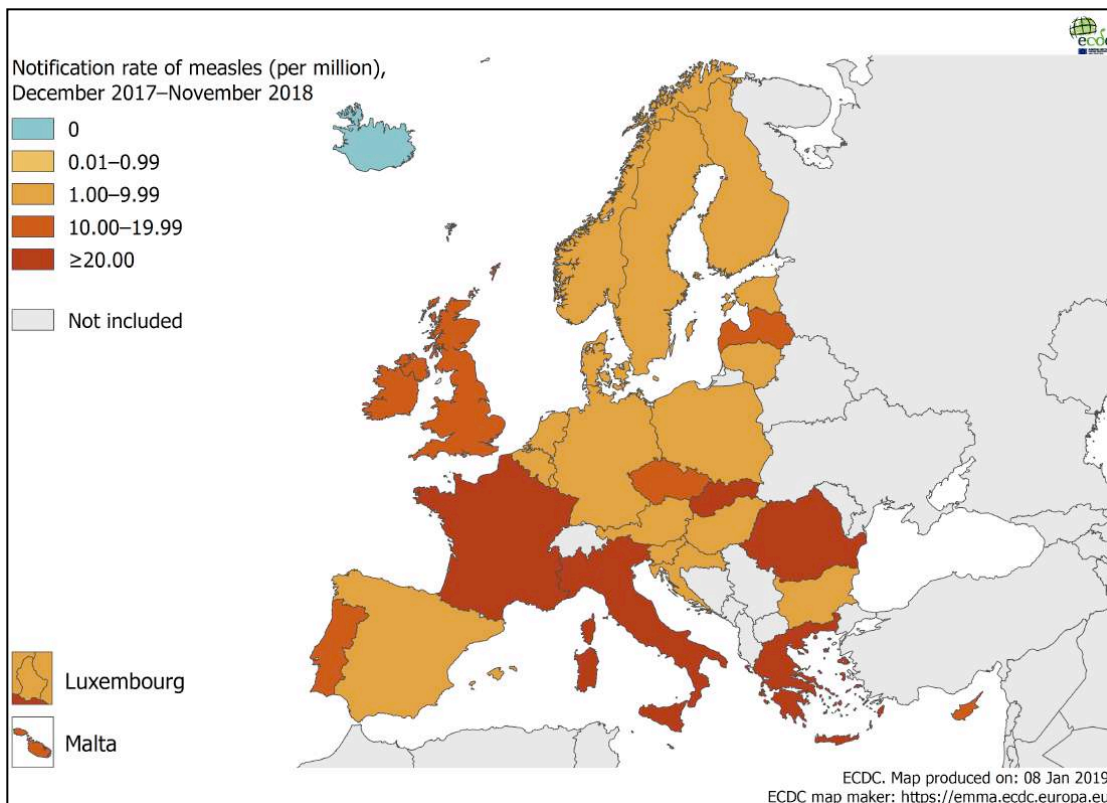 ecdc
Notification rate of measles (per million),
December 2017–November 2018
0
0.01–0.99
1.00–9.99
10.00–19.99
≥20.00
Not included
Luxembourg
Malta
ECDC. Map produced on: 08 Jan 2019
ECDC map maker: https://emma.ecdc.europa.eu